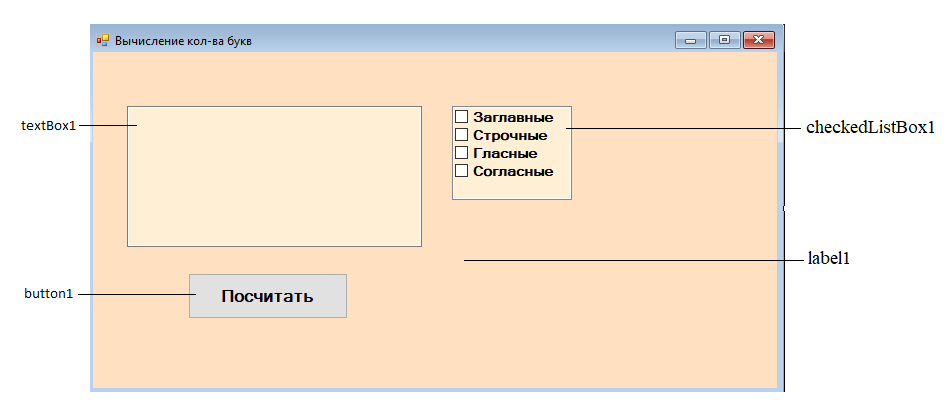 Вычисление кол-ва букв
textBox1
Заглавные
Строчные
Гласные
Согласные
checkedListBox1
label1
button1
Посчитать